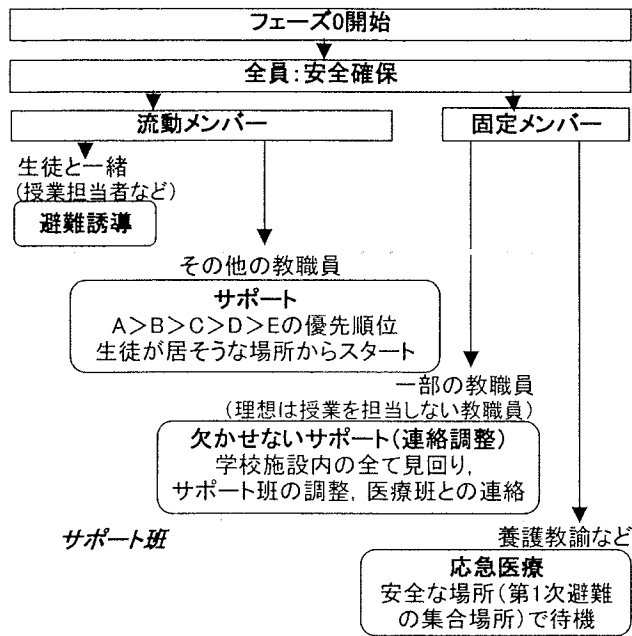 フェーズ0開始
全員：安全確保
流動メンバー
固定メンバー
生徒と一緒
(授業担当者など)
避難誘導
その他の教職員
サポート
A＞B＞C＞D＞Eの優先順位
生徒が居そうな場所からスタート
一部の教職員
(理想は授業を担当しない教職員)
欠かせないサポート(連絡調整)
学校施設内の全て見回り，
サポート班の調整，医療班との連絡
サポート班
養護教諭など
応急医療
安全な場所(第1次避難
の集合場所)で待機